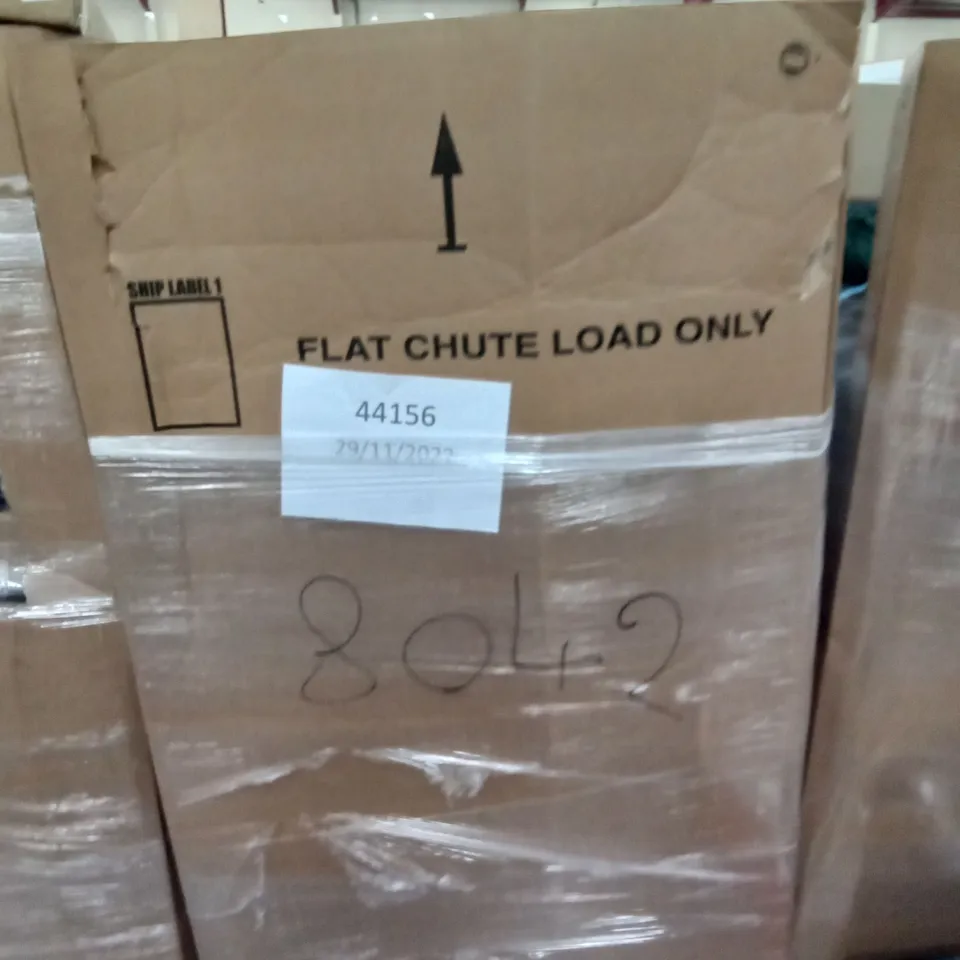 SHIP LABEL 1
FLAT CHUTE LOAD ONLY
44156
29/11/2022
8042